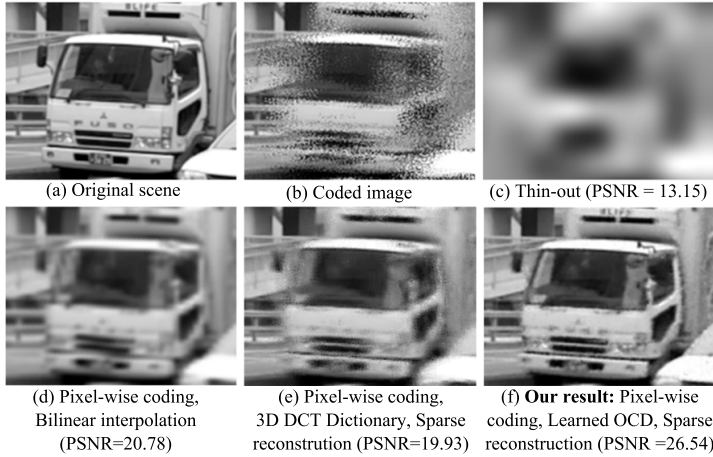 BLIFE
FUSO
(a) Original scene
(b) Coded image
(c) Thin-out (PSNR = 13.15)
(d) Pixel-wise coding,
Bilinear interpolation
(PSNR=20.78)
(e) Pixel-wise coding,
3D DCT Dictionary, Sparse
reconstrution (PSNR=19.93)
(f) Our result: Pixel-wise
coding, Learned OCD, Sparse
reconstruction (PSNR =26.54)